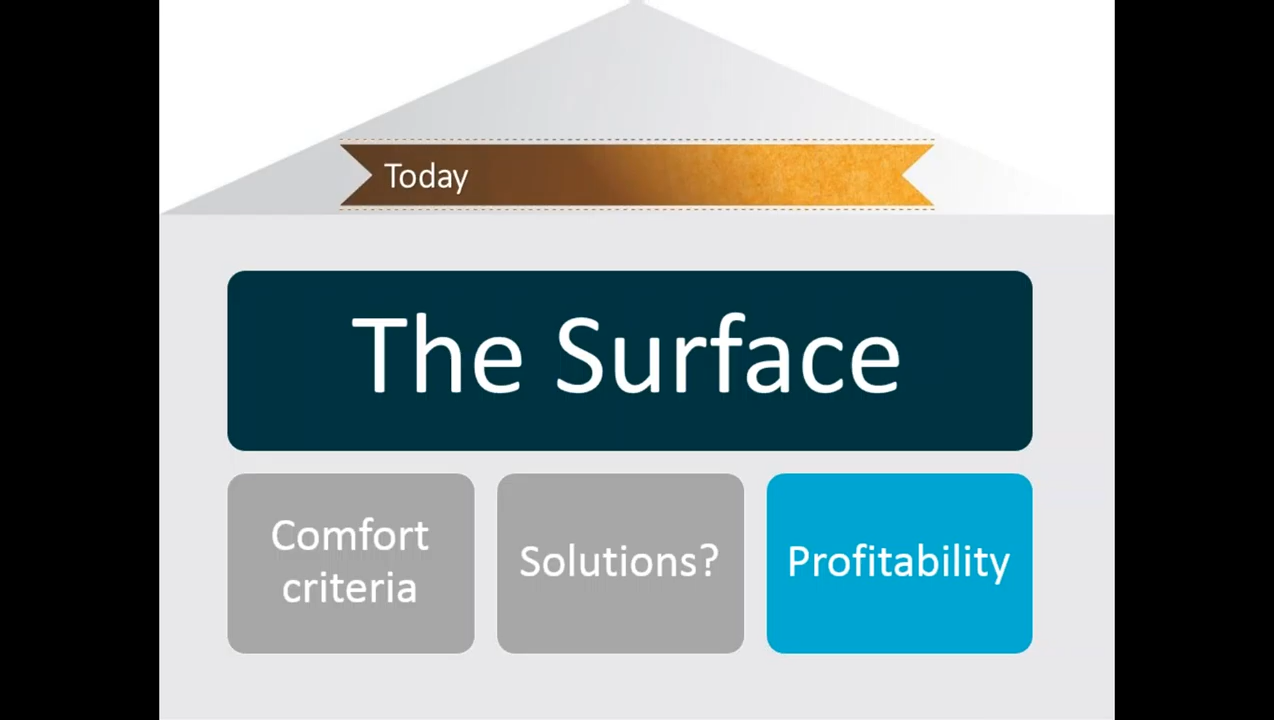 Today
The Surface
Comfort
criteria
Solutions?
Profitability